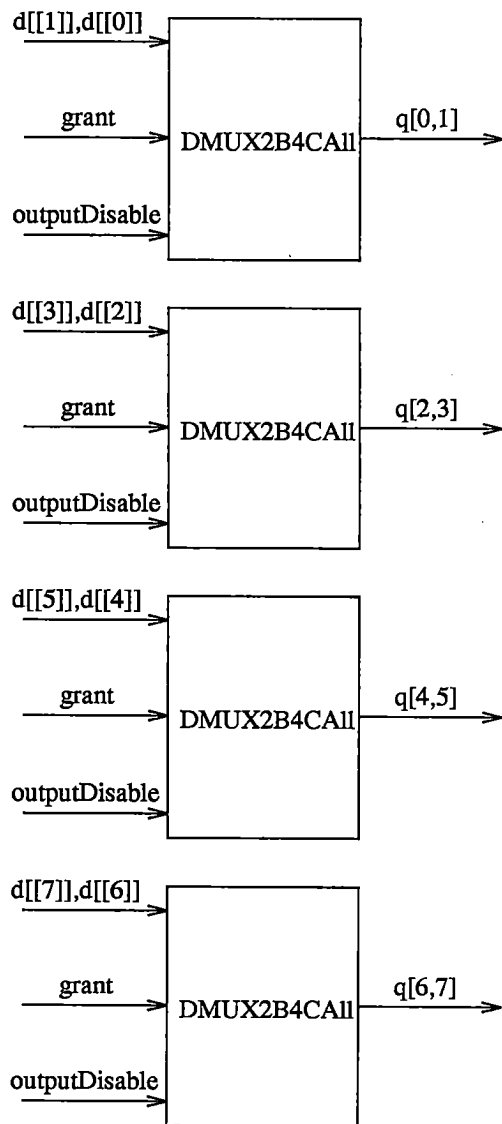 d[[1]],d[[0]]
grant
DMUX2B4CAll
q[0,1]
outputDisable
d[[3]],d[[2]]
grant
DMUX2B4CAll
q[2,3]
outputDisable
d[[5]],d[[4]]
grant
DMUX2B4CAll
q[4,5]
outputDisable
d[[7]],d[[6]]
grant
DMUX2B4CAll
q[6,7]
outputDisable